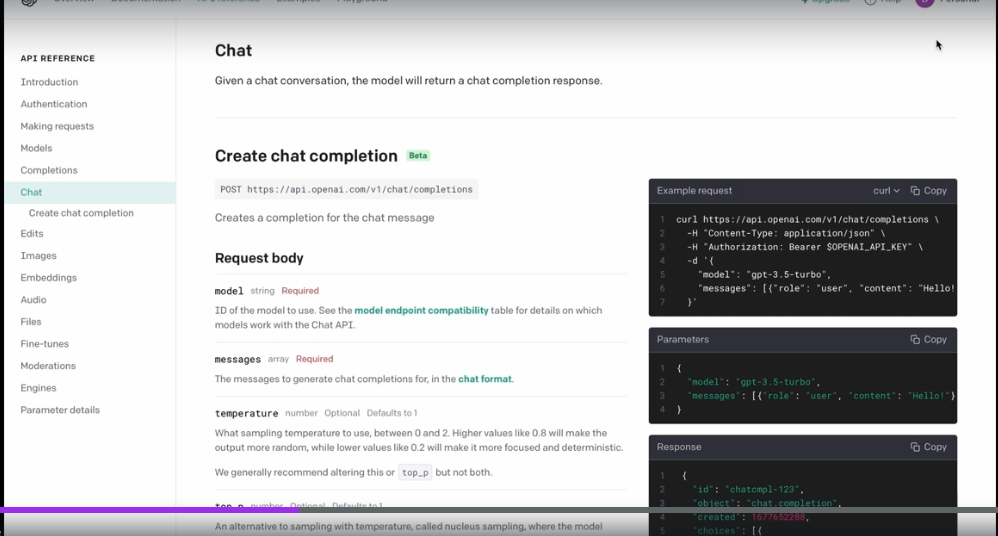 API REFERENCE
Introduction
Authentication
Making requests
Models
Completions
Chat
Create chat completion
Edits
Images
Embeddings
Audio
Files
Fine-tunes
Moderations
Engines
Parameter details
Chat
Given a chat conversation, the model will return a chat completion response.
Create chat completion Beta
POST https://api.openai.com/v1/chat/completions
Creates a completion for the chat message
Request body
model string Required
ID of the model to use. See the model endpoint compatibility table for details on which
models work with the Chat API.
messages array Required
The messages to generate chat completions for, in the chat format.
temperature number Optional Defaults to 1
What sampling temperature to use, between 0 and 2. Higher values like 0.8 will make the
output more random, while lower values like 0.2 will make it more focused and deterministic.
We generally recommend altering this or top_p but not both.
top_p number Optional Defaults to 1
An alternative to sampling with temperature, called nucleus sampling, where the model
Example request curl Copy
1 curl https://api.openai.com/v1/chat/completions \
2 -H "Content-Type: application/json" \
3 -H "Authorization: Bearer $OPENAI_API_KEY" \
4 -d '{
5 "model": "gpt-3.5-turbo",
6 "messages": [{"role": "user", "content": "Hello!
7 }'
Parameters Copy
1 {
2 "model": "gpt-3.5-turbo",
3 "messages": [{"role": "user", "content": "Hello!"}
4 }
Response Copy
1 {
2 "id": "chatcmpl-123",
3 "object": "chat.completion",
4 "created": 1677652288,
5 "choices": [{